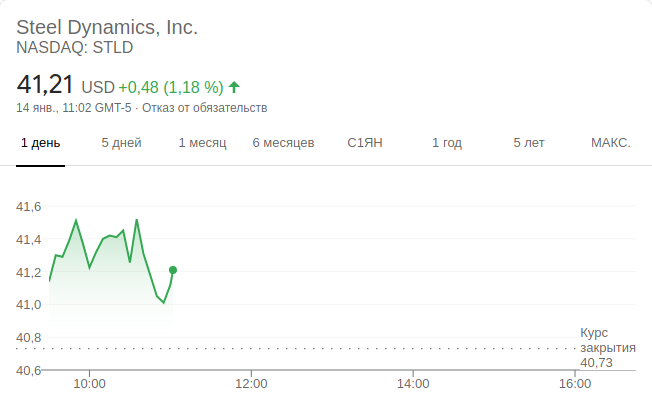 Steel Dynamics, Inc.
NASDAQ: STLD
41,21 USD +0,48 (1,18 %)
14 янв., 11:02 GMT-5 · Отказ от обязательств
1 день 5 дней 1 месяц 6 месяцев С1ЯН 1 год 5 лет МАКС.
41,6
41,4
41,2
41,0
40,8
Курс
закрытия
40,73
40,6
10:00 12:00 14:00 16:00